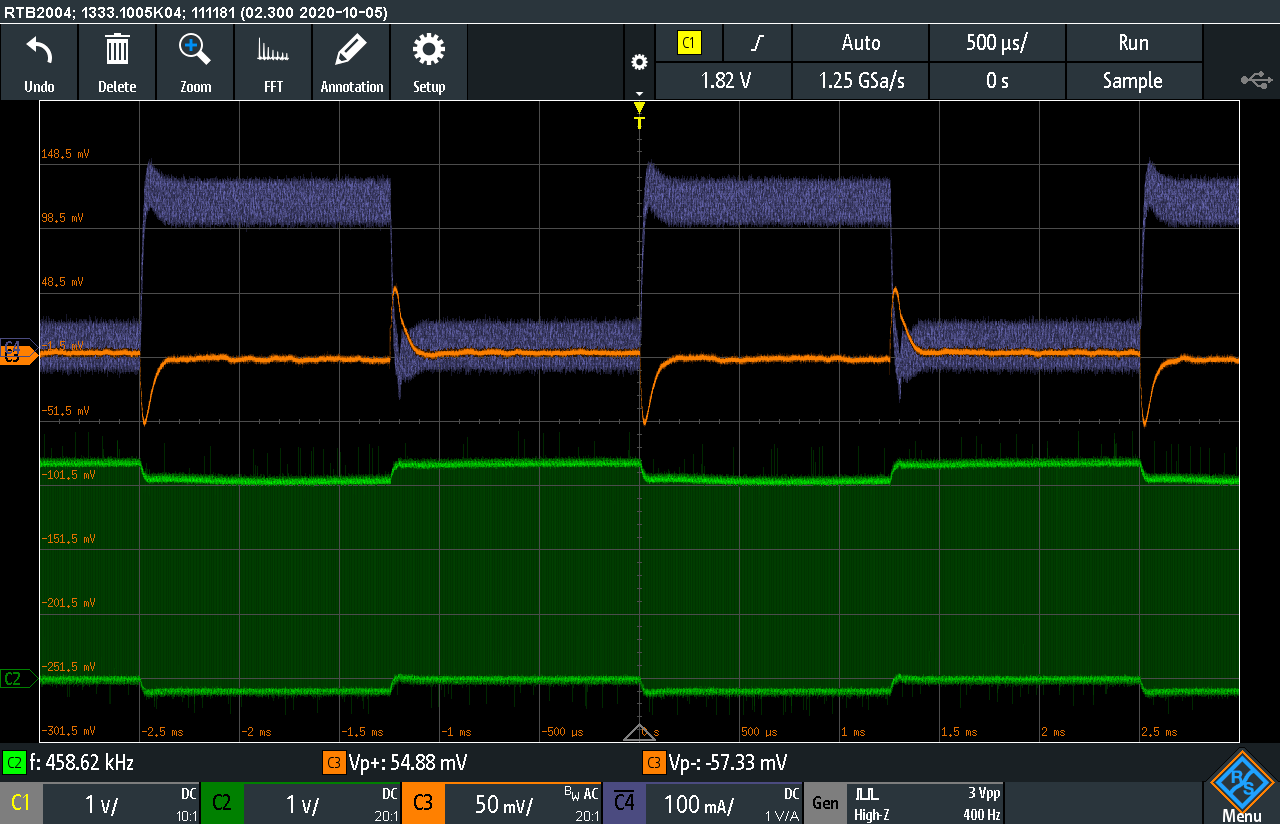 RTB2004; 1333.1005K04; 111181 (02.300 2020-10-05)
Undo Delete Zoom FFT Annotation Setup
C1 Auto 500 µs/ Run
1.82 V 1.25 GSa/s 0 s Sample
T
148.5 mV
98.5 mV
48.5 mV
-1.5 mV
C3
-51.5 mV
-101.5 mV
-151.5 mV
-201.5 mV
-251.5 mV
C2
-301.5 mV -2.5 ms -2 ms -1.5 ms -1 ms -500 µs 0 s 500 µs 1 ms 1.5 ms 2 ms 2.5 ms
C2 f: 458.62 kHz C3 Vp+: 54.88 mV C3 Vp-: -57.33 mV
C1 1 V/ DC 10:1 C2 1 V/ DC 20:1 C3 50 mV/ BW AC 20:1 C4 100 mA/ DC 1 V/A Gen High-Z 3 Vpp 400 Hz
R&S
Menu